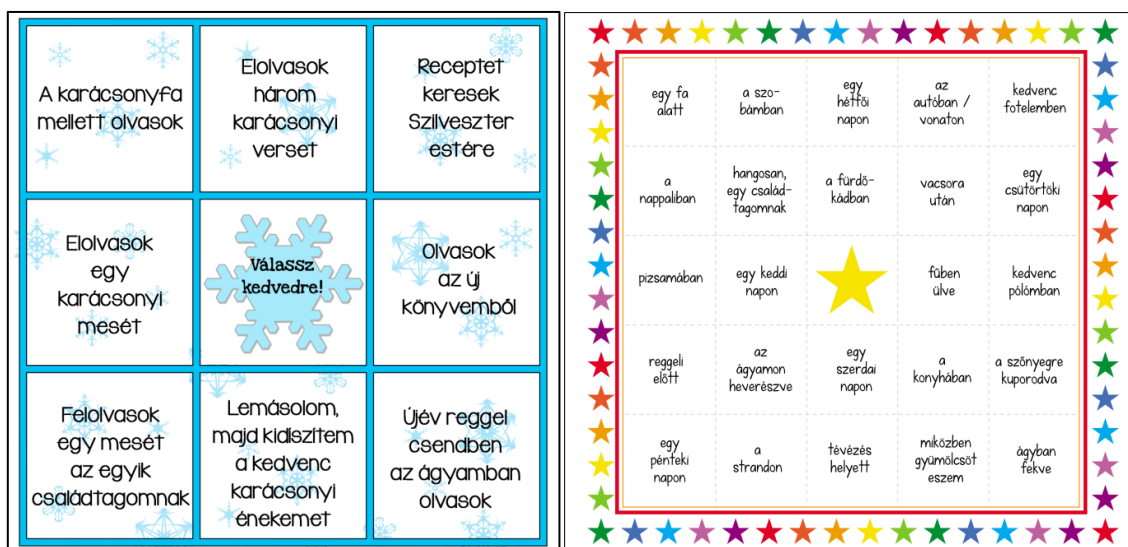 A karácsonyfa
mellett olvasok
Elolvasok
három
karácsonyi
verset
Receptet
keresek
Szilveszter
estére
Elolvasok
egy
karácsonyi
mesét
Válassz
kedvedre!
Olvasok
az új
könyvemből
Felolvasok
egy mesét
az egyik
családtagomnak
Lemásolom,
majd kidíszítem
a kedvenc
karácsonyi
énekemet
Újév reggel
csendben
az ágyamban
olvasok
egy fa
alatt
a szo-
bámban
egy
hétfői
napon
az
autóban /
vonaton
kedvenc
fotelemben
a
nappaliban
hangosan,
egy család-
tagomnak
a fürdő-
kádban
vacsora
után
egy
csütörtöki
napon
pizsamában
egy keddi
napon
fűben
ülve
kedvenc
pólómban
reggeli
előtt
az
ágyamon
heverészve
egy
szerdai
napon
a
konyhában
a szőnyegre
kuporodva
egy
pénteki
napon
a
strandon
tévézés
helyett
miközben
gyümölcsöt
eszem
ágyban
fekve